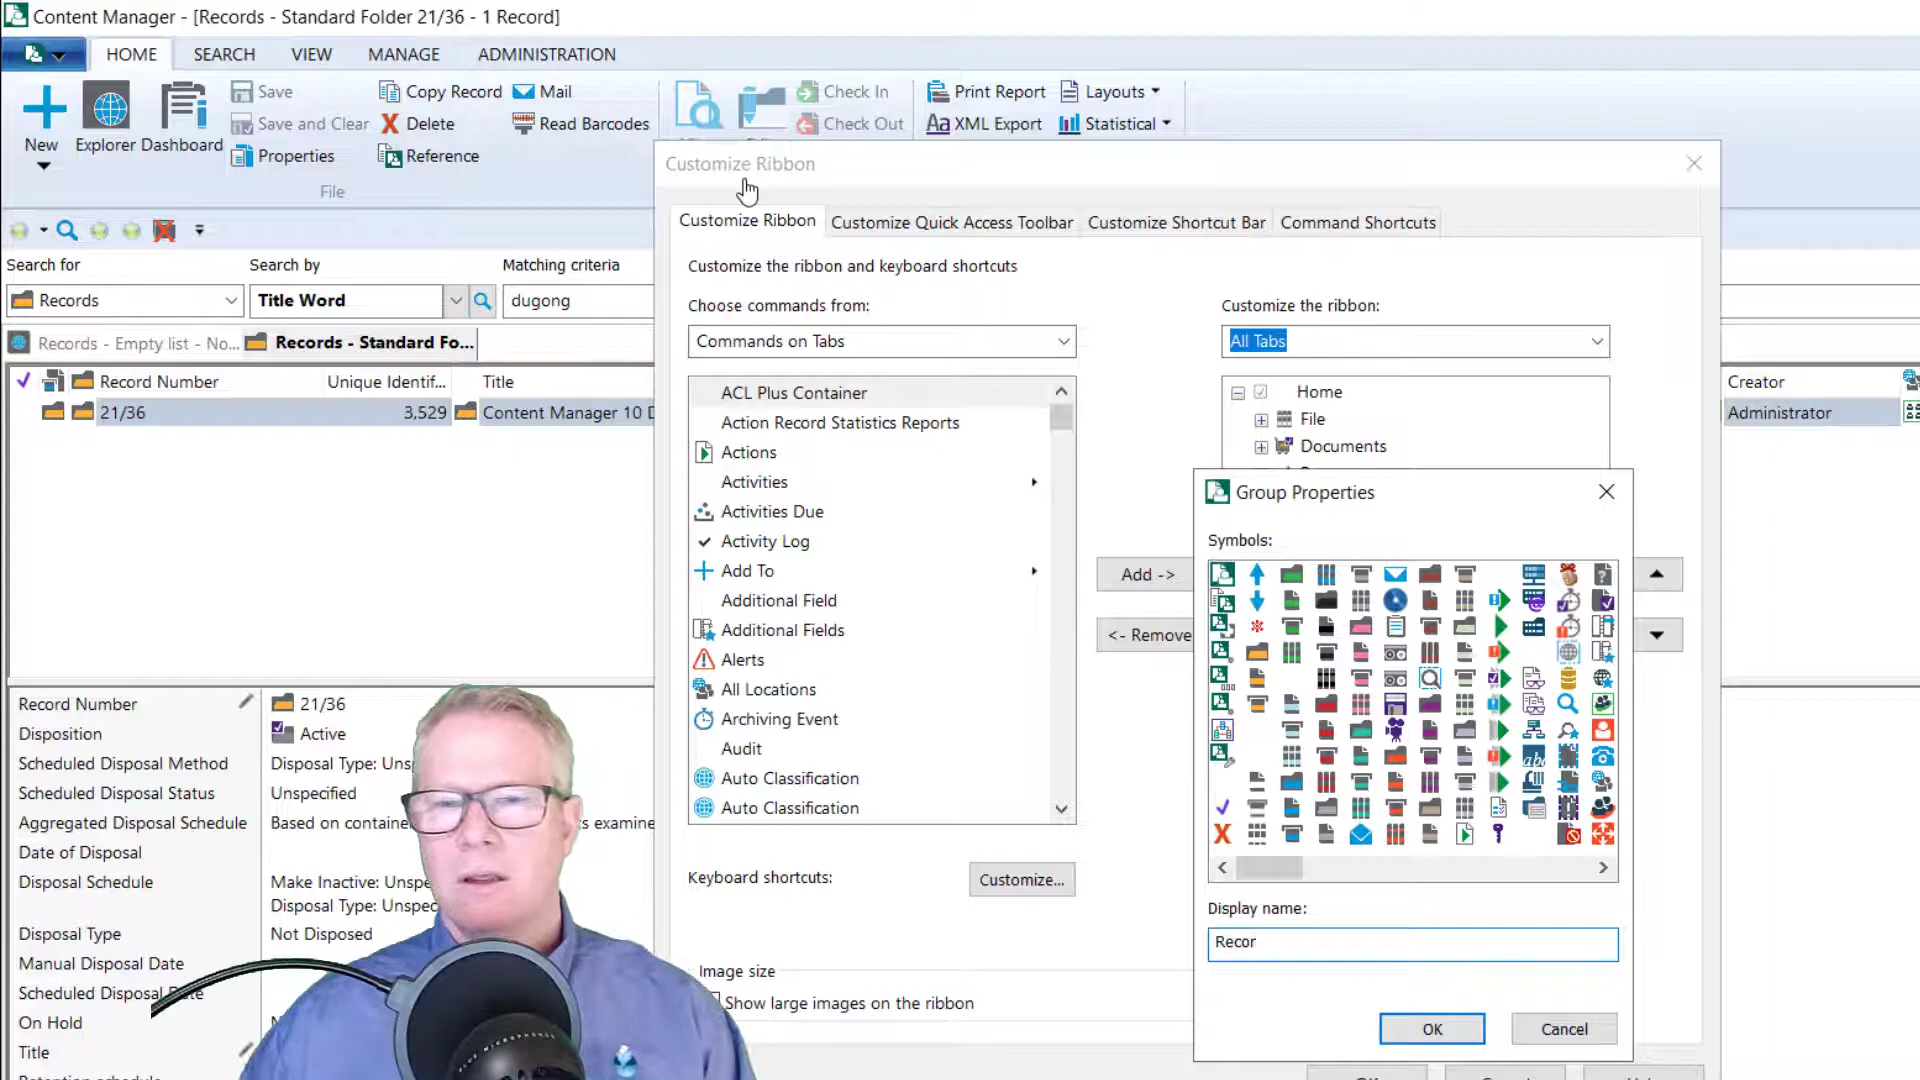 Content Manager - [Records - Standard Folder 21/36 - 1 Record]
HOME SEARCH VIEW MANAGE ADMINISTRATION
Save Copy Record Mail Check In Print Report Layouts
Save and Clear Delete Read Barcodes Check Out XML Export Statistical
New Explorer Dashboard Properties Reference
File
Customize Ribbon
Customize Ribbon Customize Quick Access Toolbar Customize Shortcut Bar Command Shortcuts
Search for Search by Matching criteria
Records Title Word dugong
Records - Empty list - No... Records - Standard Fo...
Record Number Unique Identif... Title Creator
21/36 3,529 Content Manager 10 D Administrator
Customize the ribbon and keyboard shortcuts
Choose commands from: Customize the ribbon:
Commands on Tabs All Tabs
ACL Plus Container
Action Record Statistics Reports
Actions
Activities
Activities Due
Activity Log
Add To
Additional Field
Additional Fields
Alerts
All Locations
Archiving Event
Audit
Auto Classification
Auto Classification
Home
File
Documents
Add ->
<- Remove
Group Properties
Symbols:
Display name:
Recor
OK Cancel
Keyboard shortcuts: Customize...
Image size
Show large images on the ribbon
Record Number 21/36
Disposition Active
Scheduled Disposal Method Disposal Type: Uns
Scheduled Disposal Status Unspecified
Aggregated Disposal Schedule Based on container s examine
Date of Disposal
Disposal Schedule Make Inactive: Unspe
Disposal Type: Unspec
Disposal Type Not Disposed
Manual Disposal Date
Scheduled Disposal Date
On Hold
Title